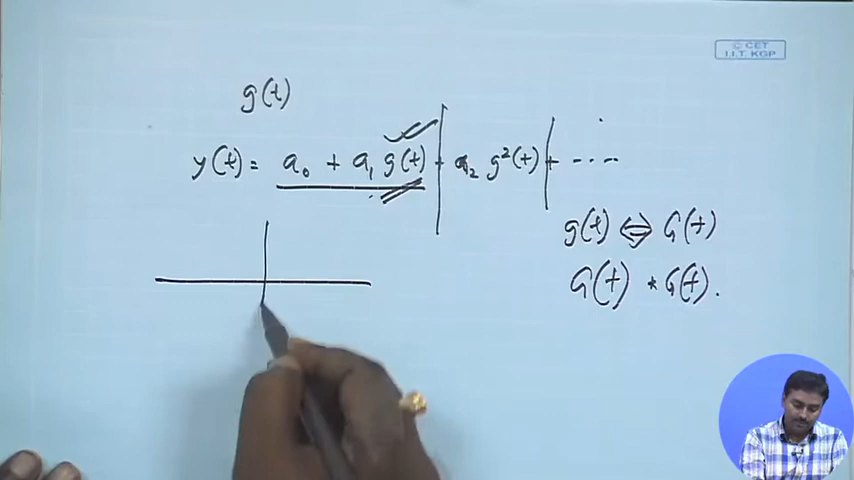 © CET
I.I.T. KGP
g(t)
y(t) = a₀ + a₁ g(t) + a₂ g²(t) + ....
g(t) ⇔ G(f)
G(f) * G(f).